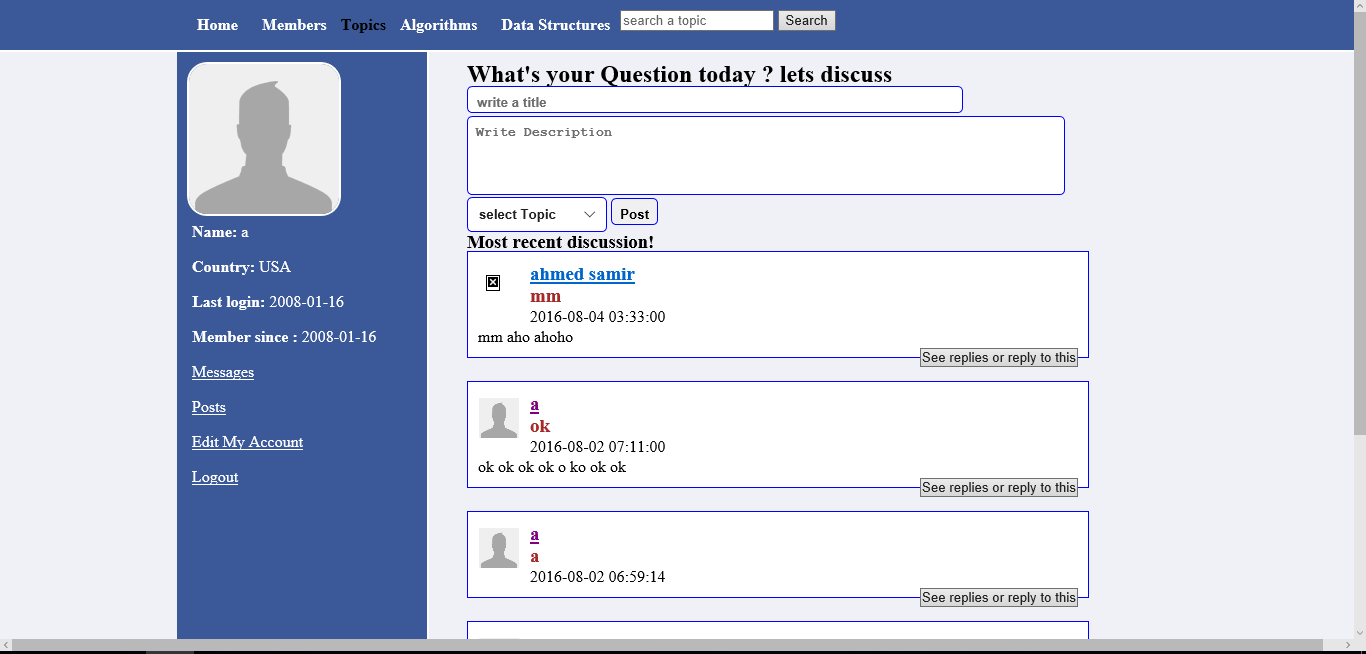 Home Members Topics Algorithms Data Structures search a topic Search
Name: a
Country: USA
Last login: 2008-01-16
Member since : 2008-01-16
Messages
Posts
Edit My Account
Logout
What's your Question today ? lets discuss
write a title
Write Description
select Topic Post
Most recent discussion!
ahmed samir
mm
2016-08-04 03:33:00
mm aho ahoho
See replies or reply to this
a
ok
2016-08-02 07:11:00
ok ok ok ok o ko ok ok
See replies or reply to this
a
a
2016-08-02 06:59:14
See replies or reply to this